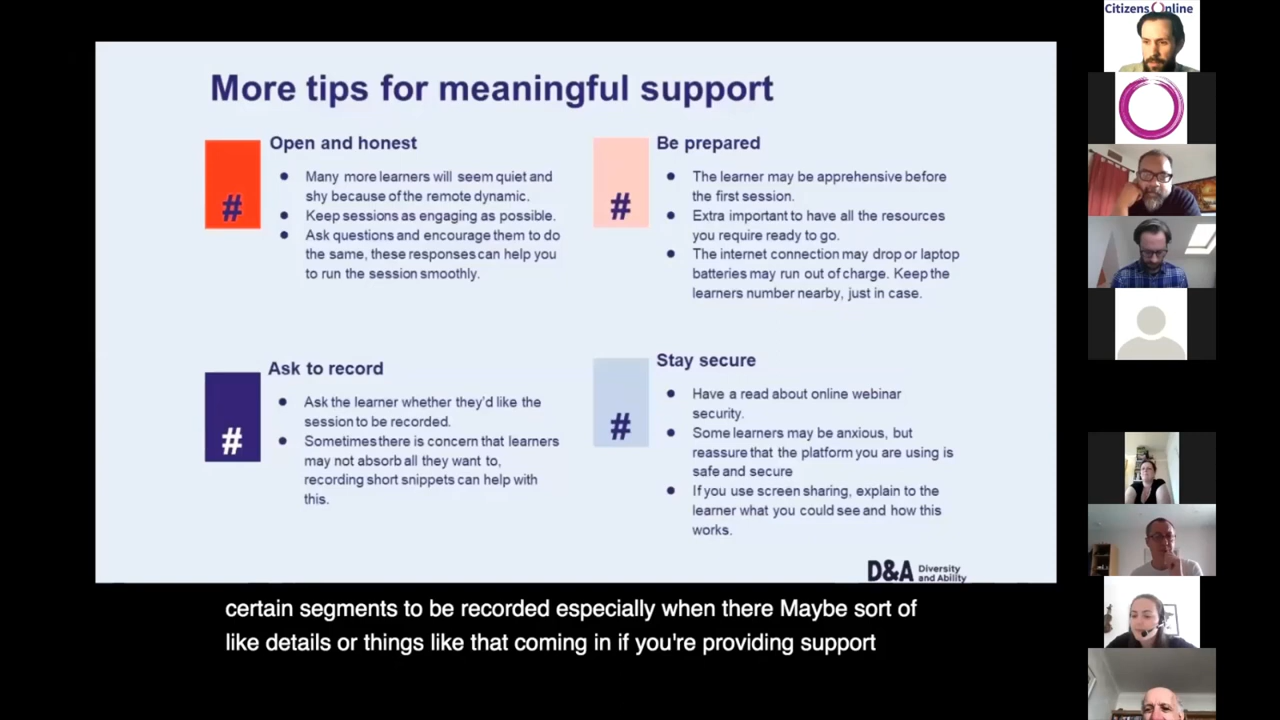 More tips for meaningful support
#
Open and honest
● Many more learners will seem quiet and
shy because of the remote dynamic.
● Keep sessions as engaging as possible.
● Ask questions and encourage them to do
the same, these responses can help you
to run the session smoothly.
#
Be prepared
● The learner may be apprehensive before
the first session.
● Extra important to have all the resources
you require ready to go.
● The internet connection may drop or laptop
batteries may run out of charge. Keep the
learners number nearby, just in case.
#
Ask to record
● Ask the learner whether they'd like the
session to be recorded.
● Sometimes there is concern that learners
may not absorb all they want to,
recording short snippets can help with
this.
#
Stay secure
● Have a read about online webinar
security.
● Some learners may be anxious, but
reassure that the platform you are using is
safe and secure
● If you use screen sharing, explain to the
learner what you could see and how this
works.
D&A Diversity
and Ability
certain segments to be recorded especially when there Maybe sort of
like details or things like that coming in if you're providing support
Citizens Online